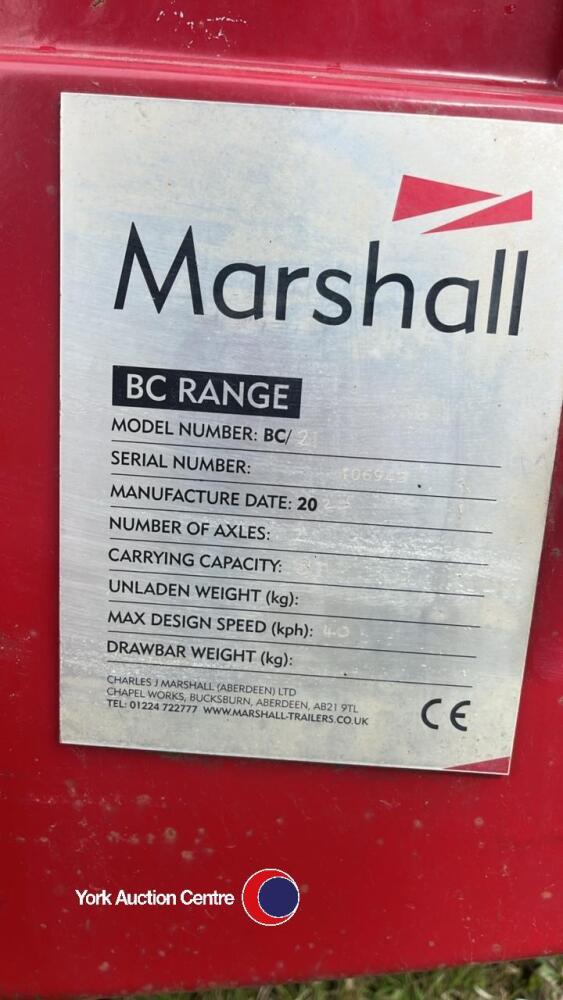 Marshall
BC RANGE
MODEL NUMBER: BC/ 21
SERIAL NUMBER:
MANUFACTURE DATE: 20
NUMBER OF AXLES:
CARRYING CAPACITY:
UNLADEN WEIGHT (kg):
MAX DESIGN SPEED (kph): 40
DRAWBAR WEIGHT (kg):
CHARLES J MARSHALL (ABERDEEN) LTD
CHAPEL WORKS, BUCKSBURN, ABERDEEN, AB21 9TL
TEL: 01224 722777 WWW.MARSHALL-TRAILERS.CO.UK
CE
York Auction Centre